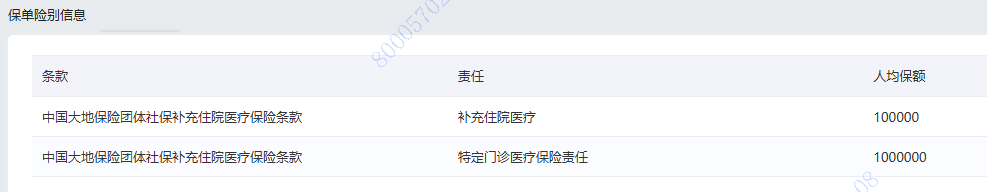 保单险别信息
80005702
条款 责任 人均保额
中国大地保险团体社保补充住院医疗保险条款 补充住院医疗 100000
中国大地保险团体社保补充住院医疗保险条款 特定门诊医疗保险责任 1000000
08